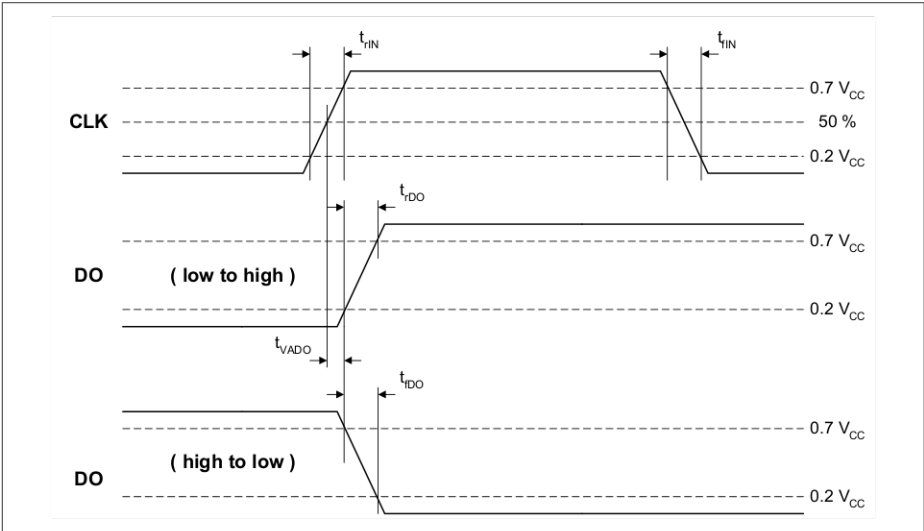 t_rIN t_fIN
0.7 V_CC
CLK 50 %
0.2 V_CC
t_rDO
0.7 V_CC
DO ( low to high )
0.2 V_CC
t_VADO
t_fDO
0.7 V_CC
( high to low )
DO
0.2 V_CC